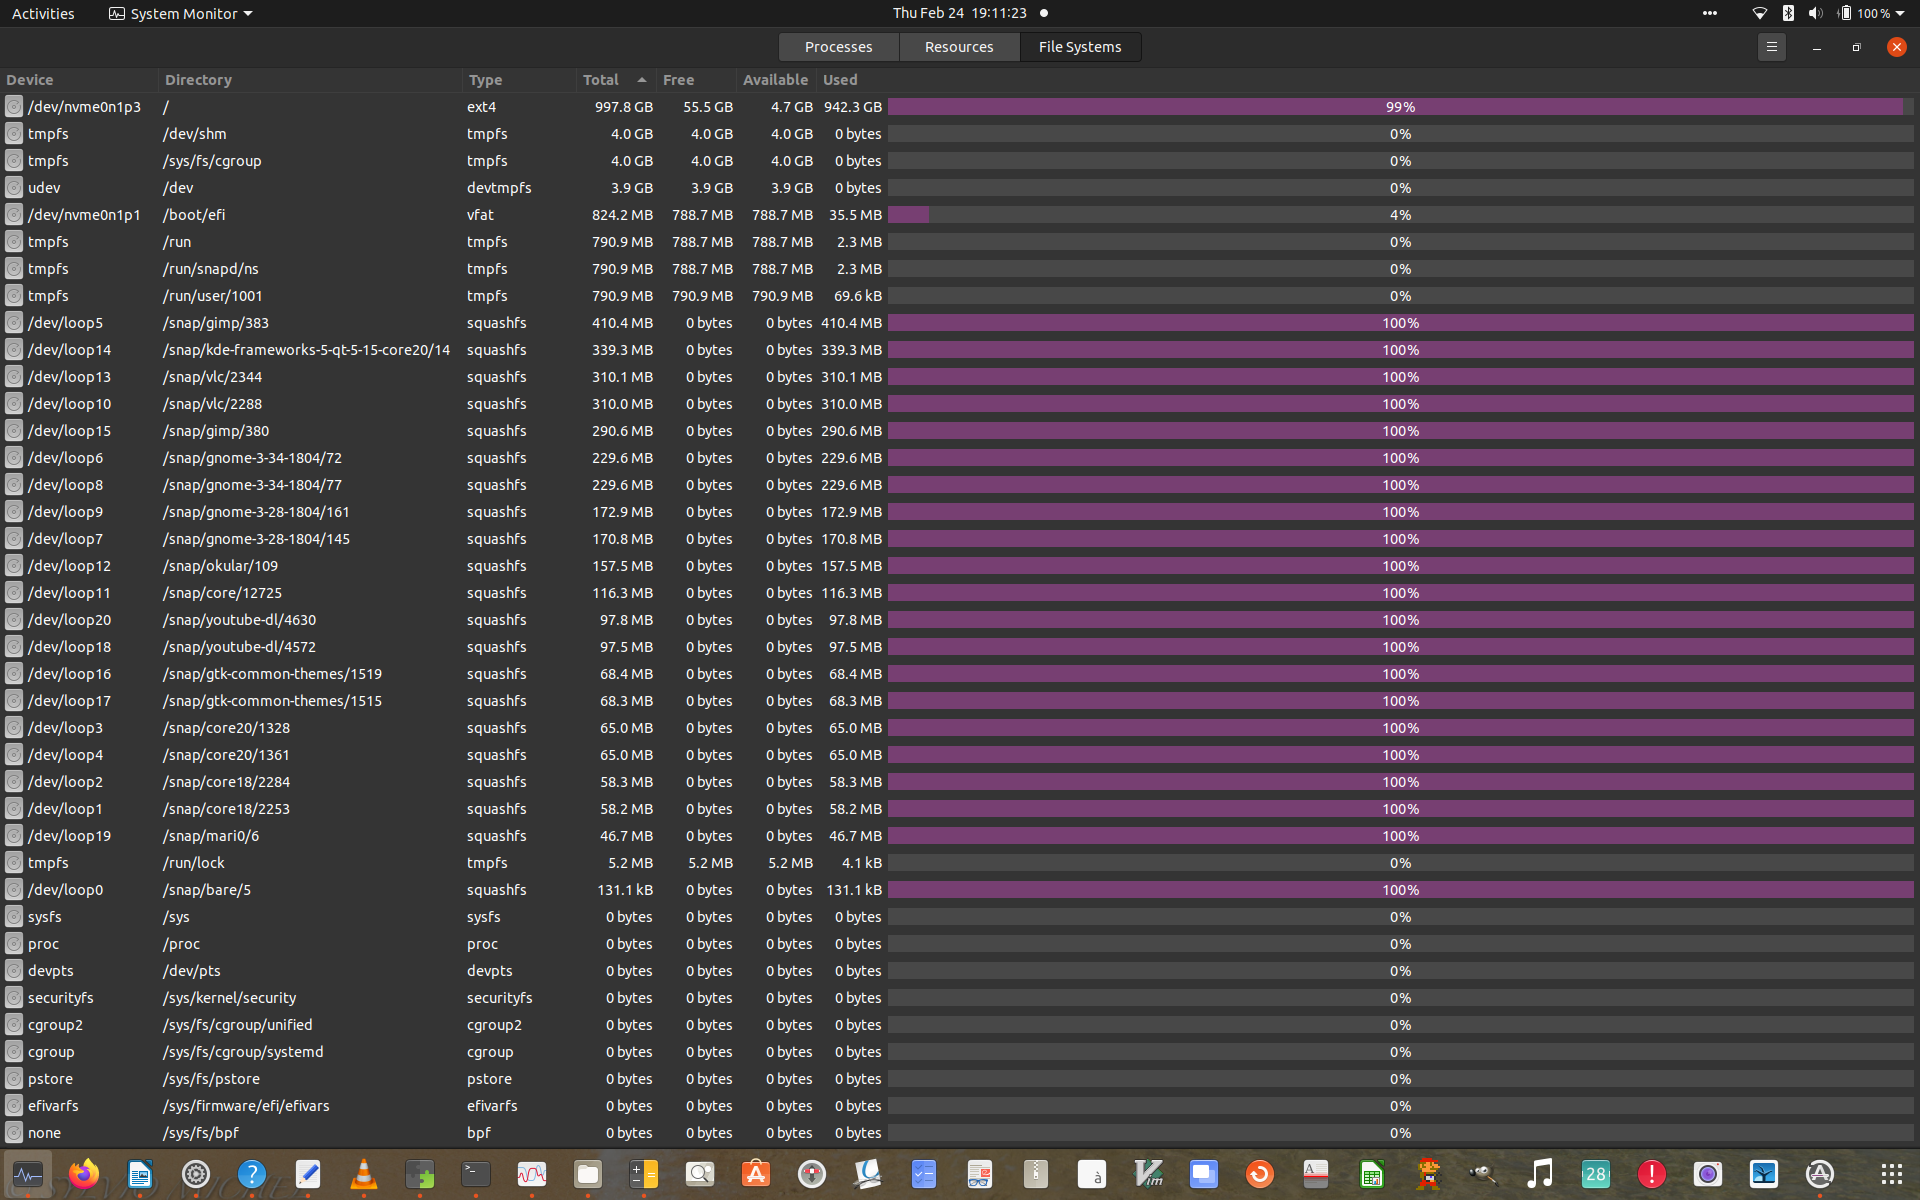 Activities System Monitor Thu Feb 24 19:11:23 100 %
Processes Resources File Systems
Device Directory Type Total Free Available Used
/dev/nvme0n1p3 / ext4 997.8 GB 55.5 GB 4.7 GB 942.3 GB 99%
tmpfs /dev/shm tmpfs 4.0 GB 4.0 GB 4.0 GB 0 bytes 0%
tmpfs /sys/fs/cgroup tmpfs 4.0 GB 4.0 GB 4.0 GB 0 bytes 0%
udev /dev devtmpfs 3.9 GB 3.9 GB 3.9 GB 0 bytes 0%
/dev/nvme0n1p1 /boot/efi vfat 824.2 MB 788.7 MB 788.7 MB 35.5 MB 4%
tmpfs /run tmpfs 790.9 MB 788.7 MB 788.7 MB 2.3 MB 0%
tmpfs /run/snapd/ns tmpfs 790.9 MB 788.7 MB 788.7 MB 2.3 MB 0%
tmpfs /run/user/1001 tmpfs 790.9 MB 790.9 MB 790.9 MB 69.6 kB 0%
/dev/loop5 /snap/gimp/383 squashfs 410.4 MB 0 bytes 0 bytes 410.4 MB 100%
/dev/loop14 /snap/kde-frameworks-5-qt-5-15-core20/14 squashfs 339.3 MB 0 bytes 0 bytes 339.3 MB 100%
/dev/loop13 /snap/vlc/2344 squashfs 310.1 MB 0 bytes 0 bytes 310.1 MB 100%
/dev/loop10 /snap/vlc/2288 squashfs 310.0 MB 0 bytes 0 bytes 310.0 MB 100%
/dev/loop15 /snap/gimp/380 squashfs 290.6 MB 0 bytes 0 bytes 290.6 MB 100%
/dev/loop6 /snap/gnome-3-34-1804/72 squashfs 229.6 MB 0 bytes 0 bytes 229.6 MB 100%
/dev/loop8 /snap/gnome-3-34-1804/77 squashfs 229.6 MB 0 bytes 0 bytes 229.6 MB 100%
/dev/loop9 /snap/gnome-3-28-1804/161 squashfs 172.9 MB 0 bytes 0 bytes 172.9 MB 100%
/dev/loop7 /snap/gnome-3-28-1804/145 squashfs 170.8 MB 0 bytes 0 bytes 170.8 MB 100%
/dev/loop12 /snap/okular/109 squashfs 157.5 MB 0 bytes 0 bytes 157.5 MB 100%
/dev/loop11 /snap/core/12725 squashfs 116.3 MB 0 bytes 0 bytes 116.3 MB 100%
/dev/loop20 /snap/youtube-dl/4630 squashfs 97.8 MB 0 bytes 0 bytes 97.8 MB 100%
/dev/loop18 /snap/youtube-dl/4572 squashfs 97.5 MB 0 bytes 0 bytes 97.5 MB 100%
/dev/loop16 /snap/gtk-common-themes/1519 squashfs 68.4 MB 0 bytes 0 bytes 68.4 MB 100%
/dev/loop17 /snap/gtk-common-themes/1515 squashfs 68.3 MB 0 bytes 0 bytes 68.3 MB 100%
/dev/loop3 /snap/core20/1328 squashfs 65.0 MB 0 bytes 0 bytes 65.0 MB 100%
/dev/loop4 /snap/core20/1361 squashfs 65.0 MB 0 bytes 0 bytes 65.0 MB 100%
/dev/loop2 /snap/core18/2284 squashfs 58.3 MB 0 bytes 0 bytes 58.3 MB 100%
/dev/loop1 /snap/core18/2253 squashfs 58.2 MB 0 bytes 0 bytes 58.2 MB 100%
/dev/loop19 /snap/mari0/6 squashfs 46.7 MB 0 bytes 0 bytes 46.7 MB 100%
tmpfs /run/lock tmpfs 5.2 MB 5.2 MB 5.2 MB 4.1 kB 0%
/dev/loop0 /snap/bare/5 squashfs 131.1 kB 0 bytes 0 bytes 131.1 kB 100%
sysfs /sys sysfs 0 bytes 0 bytes 0 bytes 0 bytes 0%
proc /proc proc 0 bytes 0 bytes 0 bytes 0 bytes 0%
devpts /dev/pts devpts 0 bytes 0 bytes 0 bytes 0 bytes 0%
securityfs /sys/kernel/security securityfs 0 bytes 0 bytes 0 bytes 0 bytes 0%
cgroup2 /sys/fs/cgroup/unified cgroup2 0 bytes 0 bytes 0 bytes 0 bytes 0%
cgroup /sys/fs/cgroup/systemd cgroup 0 bytes 0 bytes 0 bytes 0 bytes 0%
pstore /sys/fs/pstore pstore 0 bytes 0 bytes 0 bytes 0 bytes 0%
efivarfs /sys/firmware/efi/efivars efivarfs 0 bytes 0 bytes 0 bytes 0 bytes 0%
none /sys/fs/bpf bpf 0 bytes 0 bytes 0 bytes 0 bytes 0%
à Vim 28